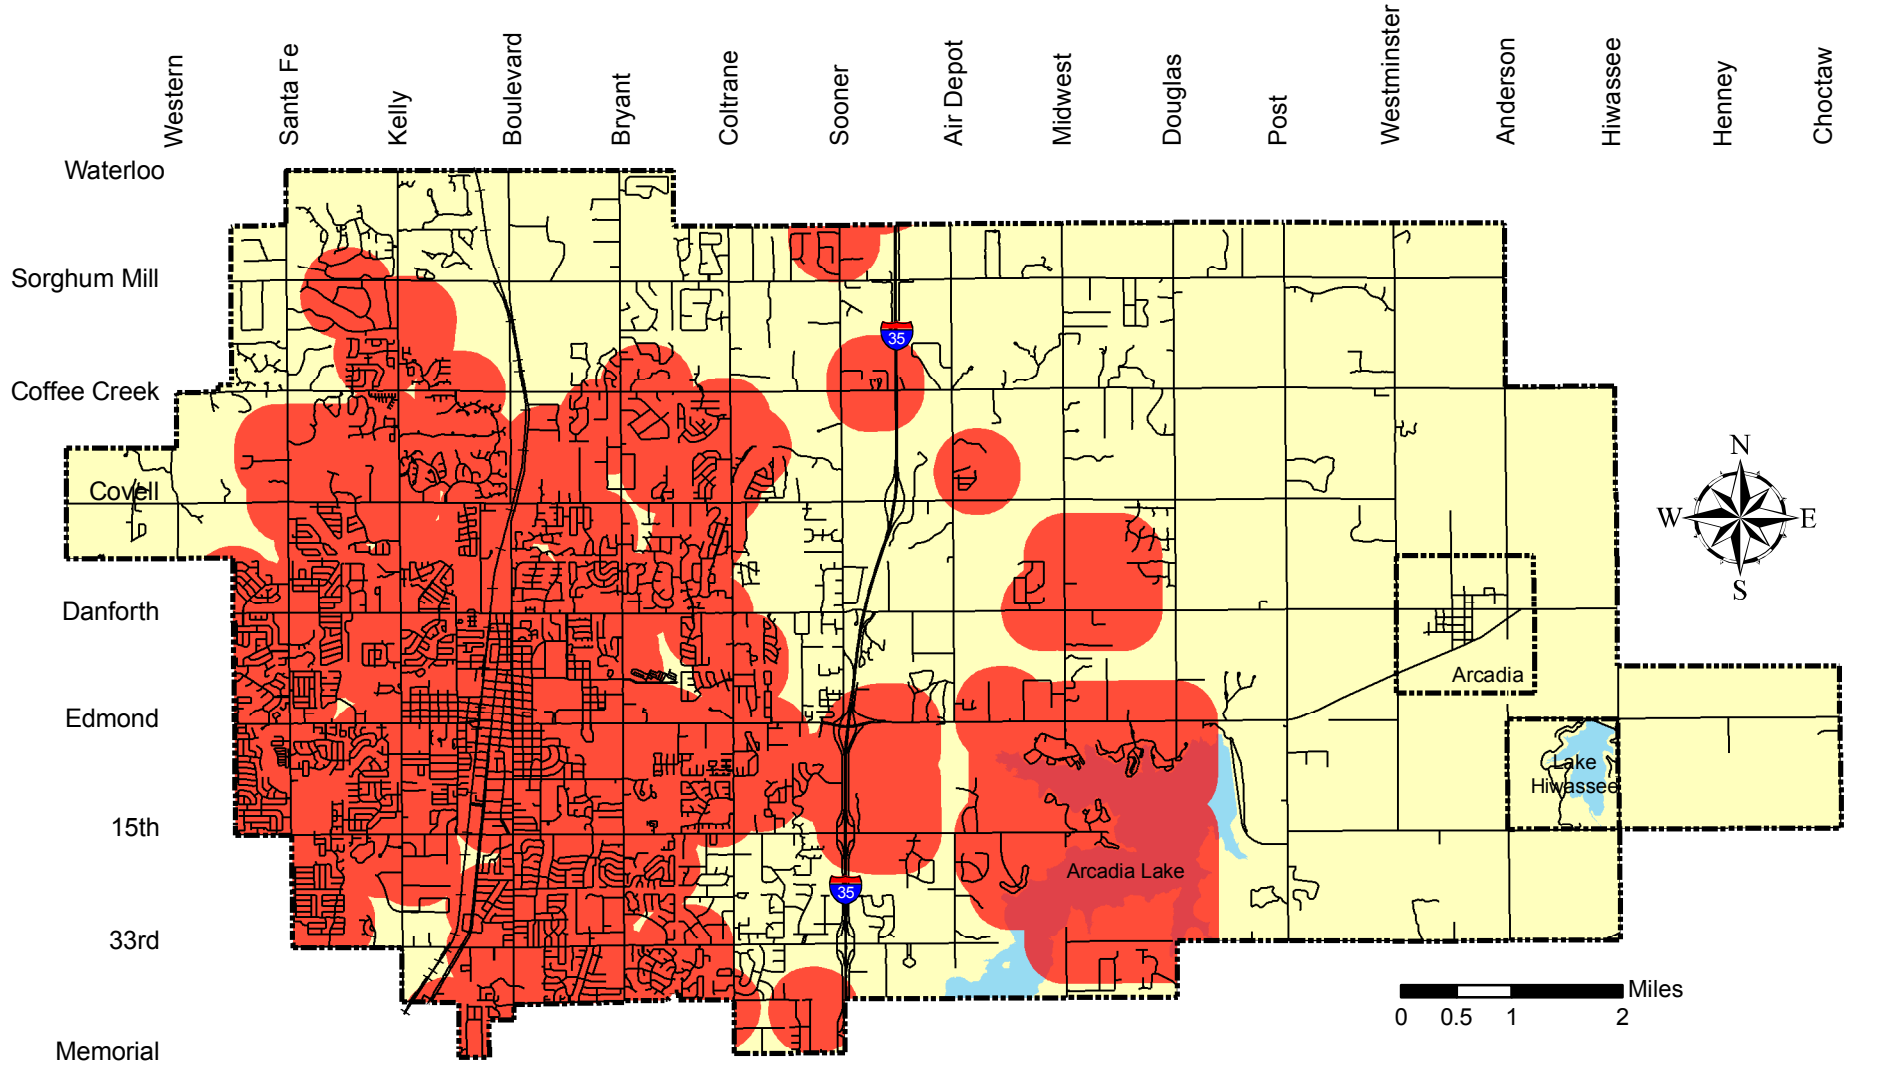 Western
Santa Fe
Kelly
Boulevard
Bryant
Coltrane
Sooner
Air Depot
Midwest
Douglas
Post
Westminster
Anderson
Hiwassee
Henney
Choctaw
Waterloo
Sorghum Mill
35
Coffee Creek
Covell
N
W
E
S
Danforth
Arcadia
Edmond
Lake
Hiwassee
15th
Arcadia Lake
35
33rd
Miles
0 0.5 1 2
Memorial